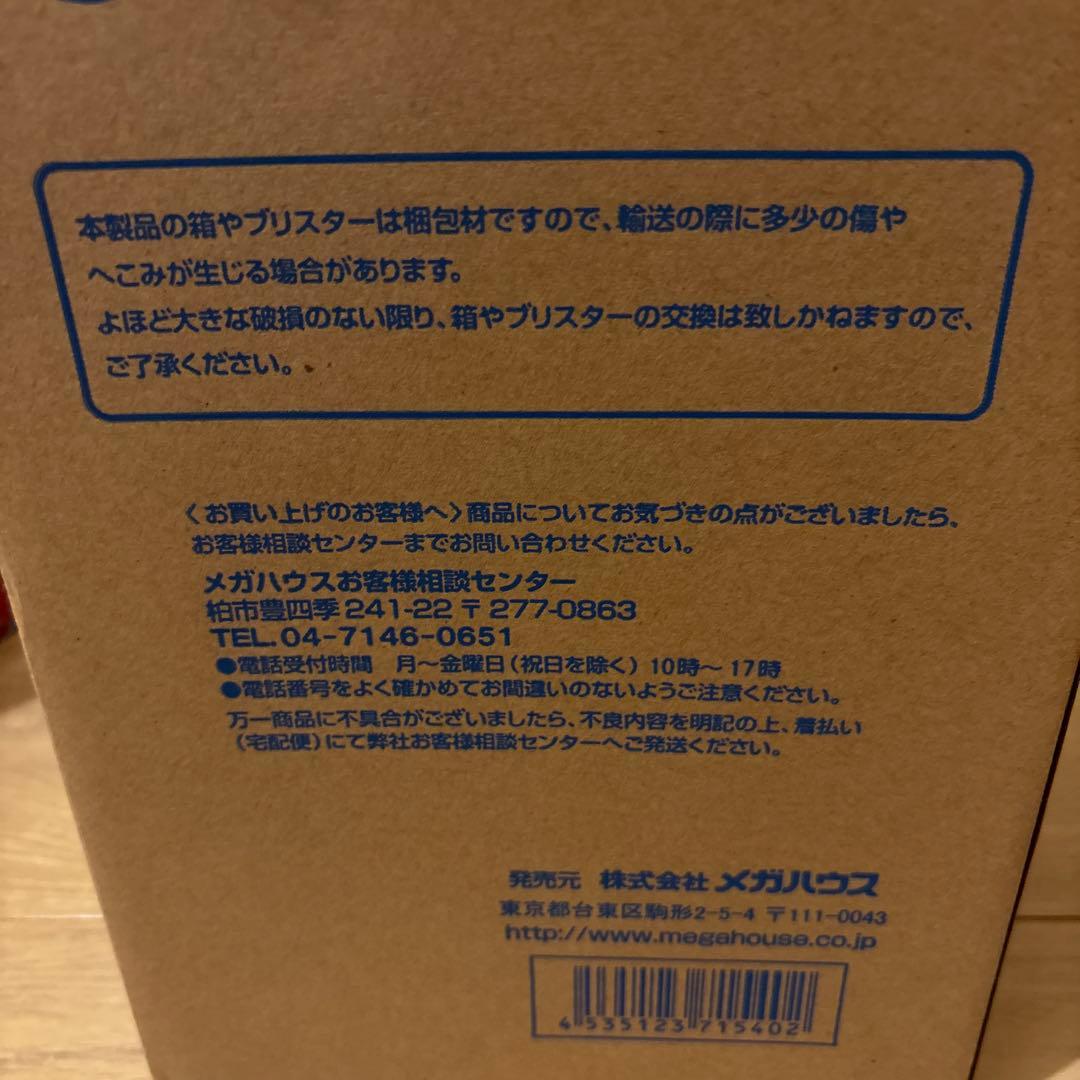 本製品の箱やブリスターは梱包材ですので、輸送の際に多少の傷や
へこみが生じる場合があります。
よほど大きな破損のない限り、箱やブリスターの交換は致しかねますので、
ご了承ください。
〈お買い上げのお客様へ〉商品についてお気づきの点がございましたら、
お客様相談センターまでお問い合わせください。
メガハウスお客様相談センター
柏市豊四季241-22 〒277-0863
TEL.04-7146-0651
●電話受付時間 月~金曜日(祝日を除く)10時~17時
●電話番号をよく確かめてお間違いのないようご注意ください。
万一商品に不具合がございましたら、不良内容を明記の上、着払い
(宅配便)にて弊社お客様相談センターへご発送ください。
発売元 株式会社メガハウス
東京都台東区駒形2-5-4 〒111-0043
http://www.megahouse.co.jp
4 535123 715402